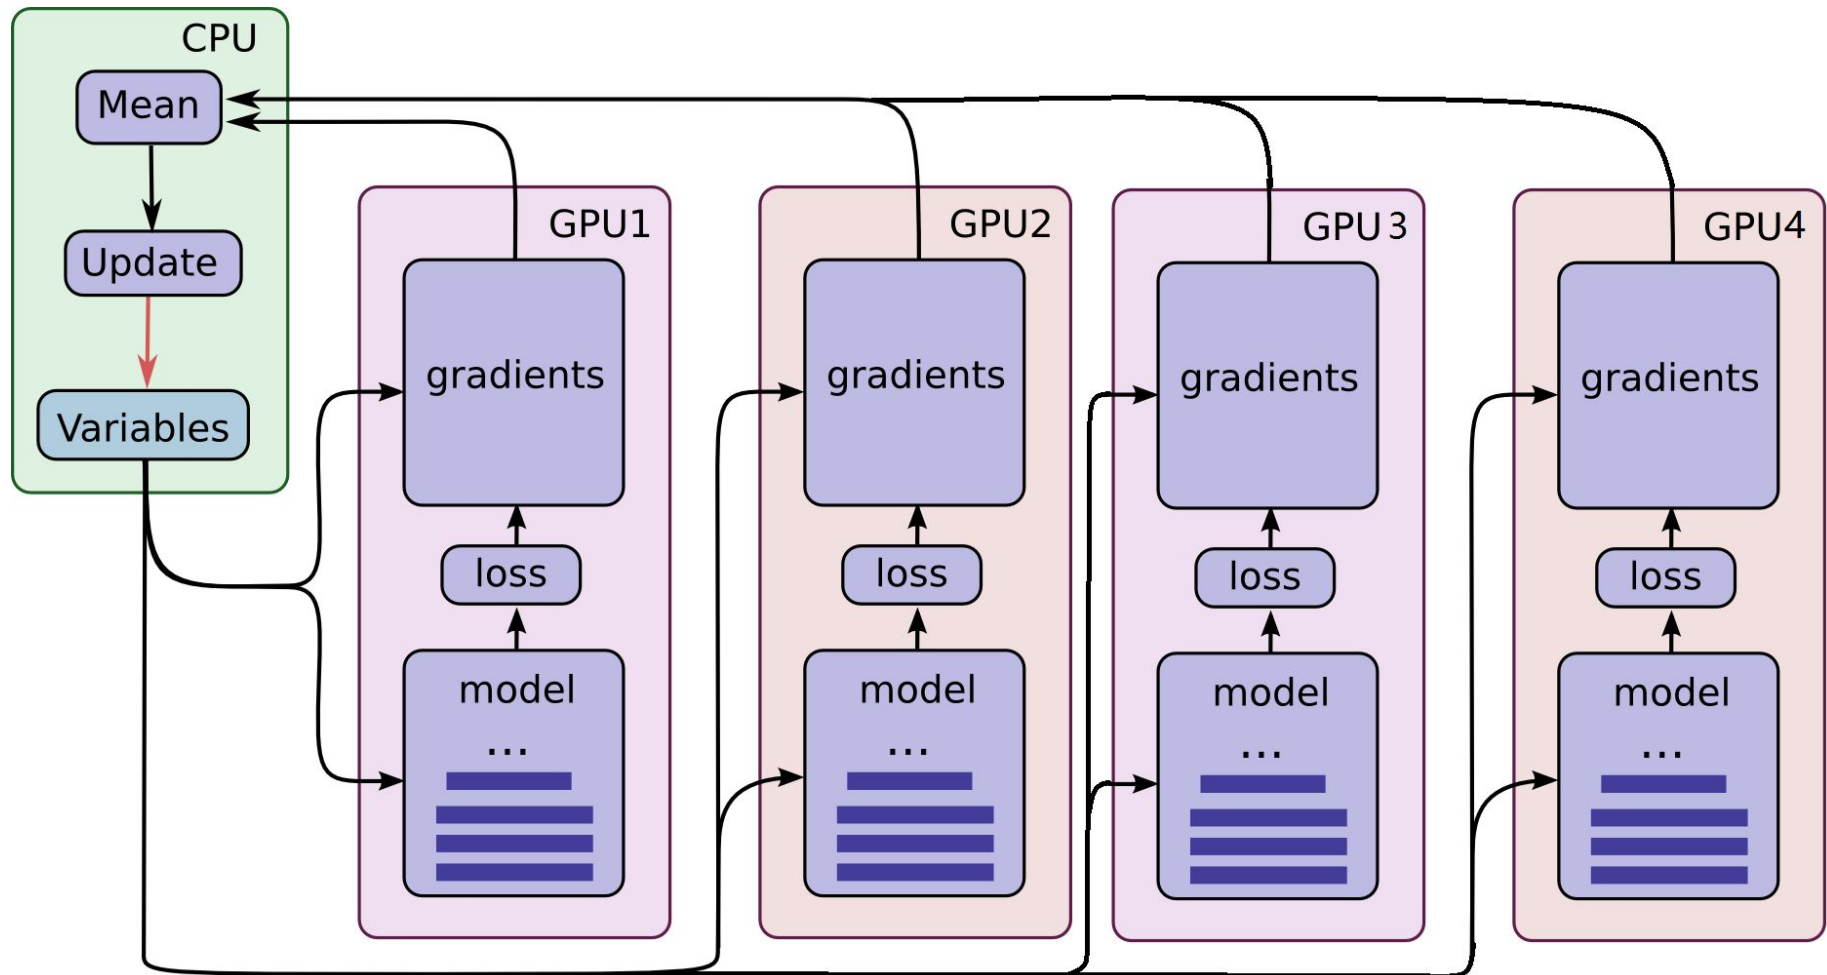 CPU
Mean
Update
Variables
GPU1
gradients
loss
model
...
GPU2
gradients
loss
model
...
GPU 3
gradients
loss
model
...
GPU4
gradients
loss
model
...